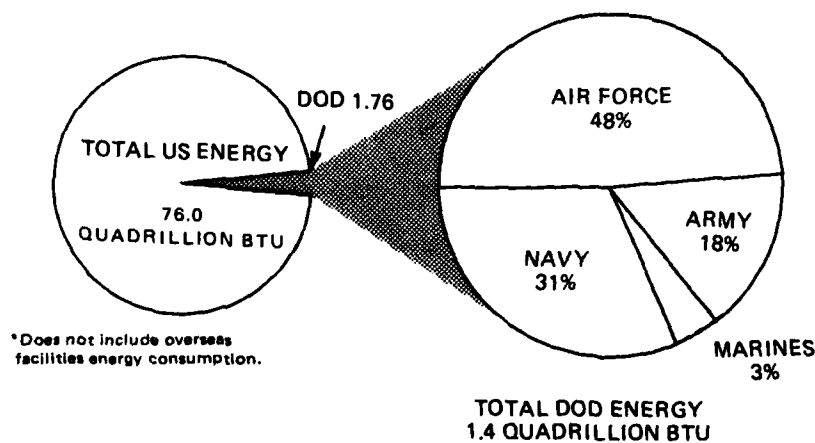 DOD 1.76
TOTAL US ENERGY
76.0
QUADRILLION BTU
*Does not include overseas
facilities energy consumption.
AIR FORCE
48%
ARMY
18%
NAVY
31%
MARINES
3%
TOTAL DOD ENERGY
1.4 QUADRILLION BTU